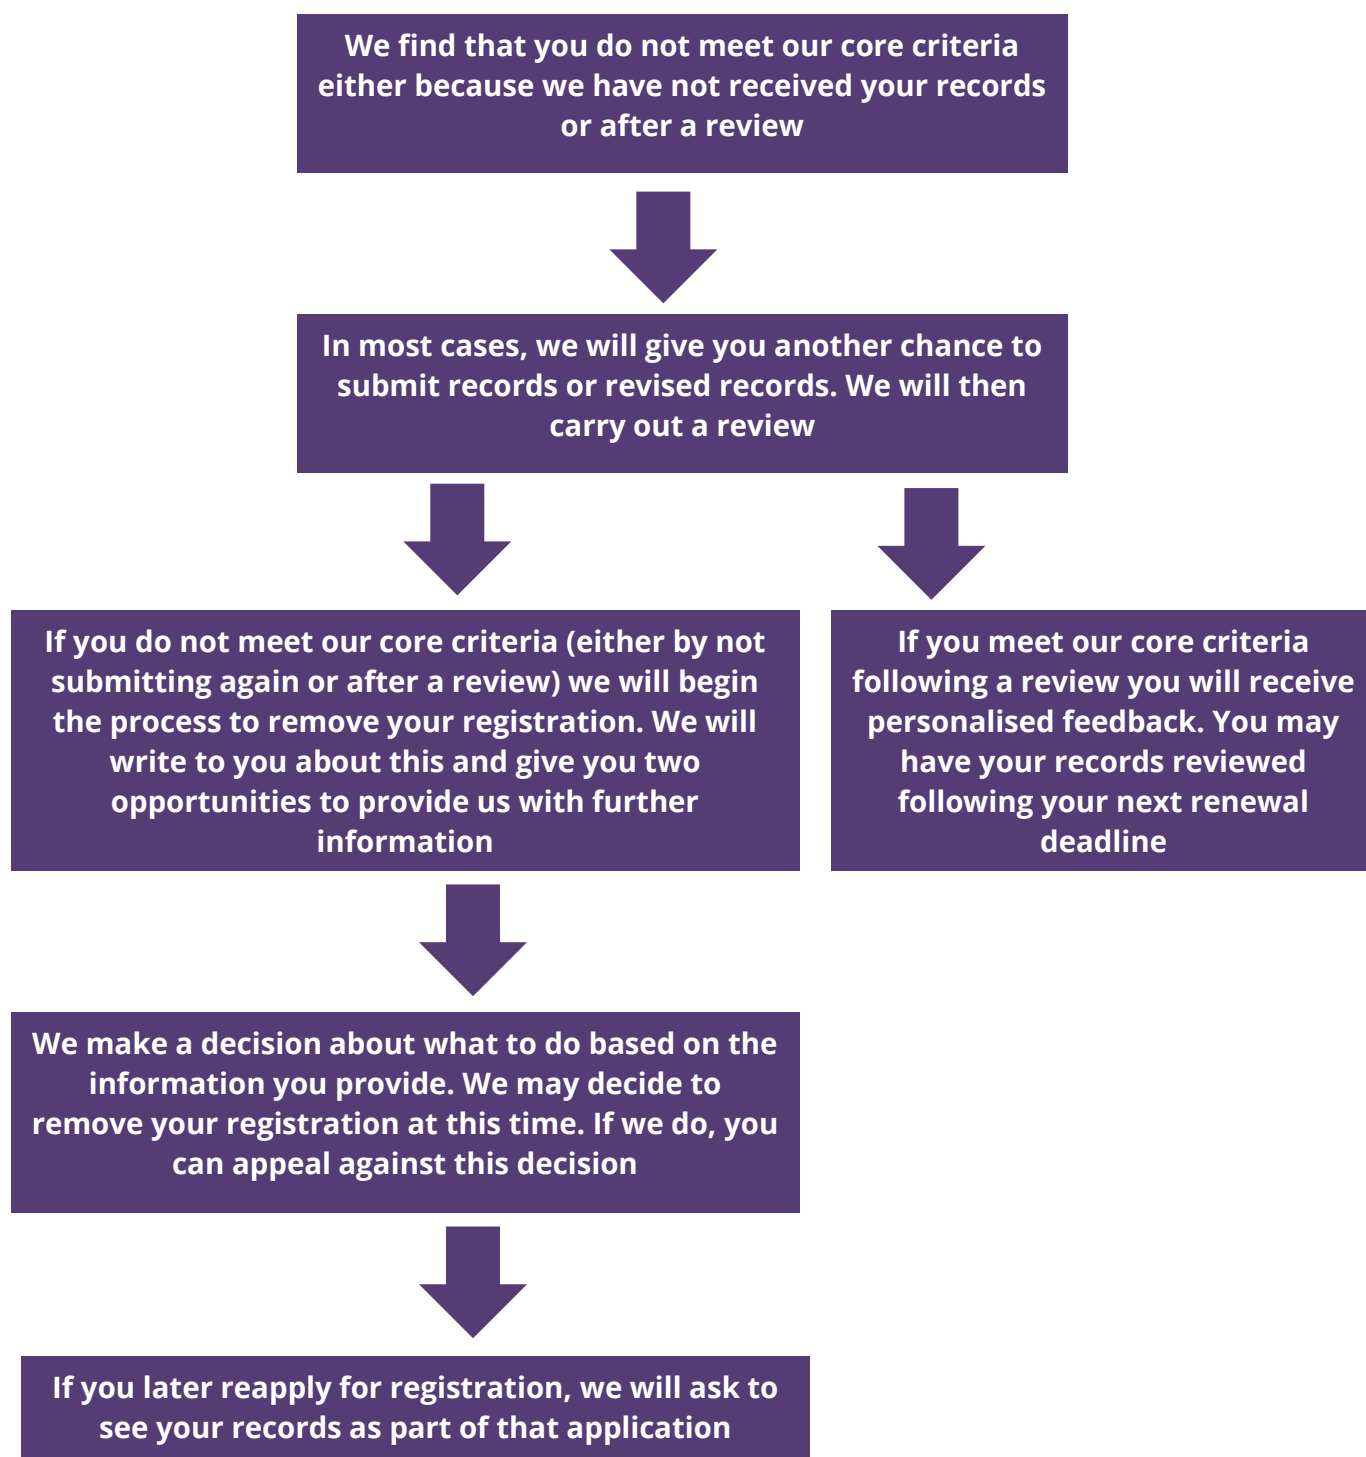 We find that you do not meet our core criteria
either because we have not received your records
or after a review
In most cases, we will give you another chance to
submit records or revised records. We will then
carry out a review
If you do not meet our core criteria (either by not
submitting again or after a review) we will begin
the process to remove your registration. We will
write to you about this and give you two
opportunities to provide us with further
information
If you meet our core criteria
following a review you will receive
personalised feedback. You may
have your records reviewed
following your next renewal
deadline
We make a decision about what to do based on the
information you provide. We may decide to
remove your registration at this time. If we do, you
can appeal against this decision
If you later reapply for registration, we will ask to
see your records as part of that application